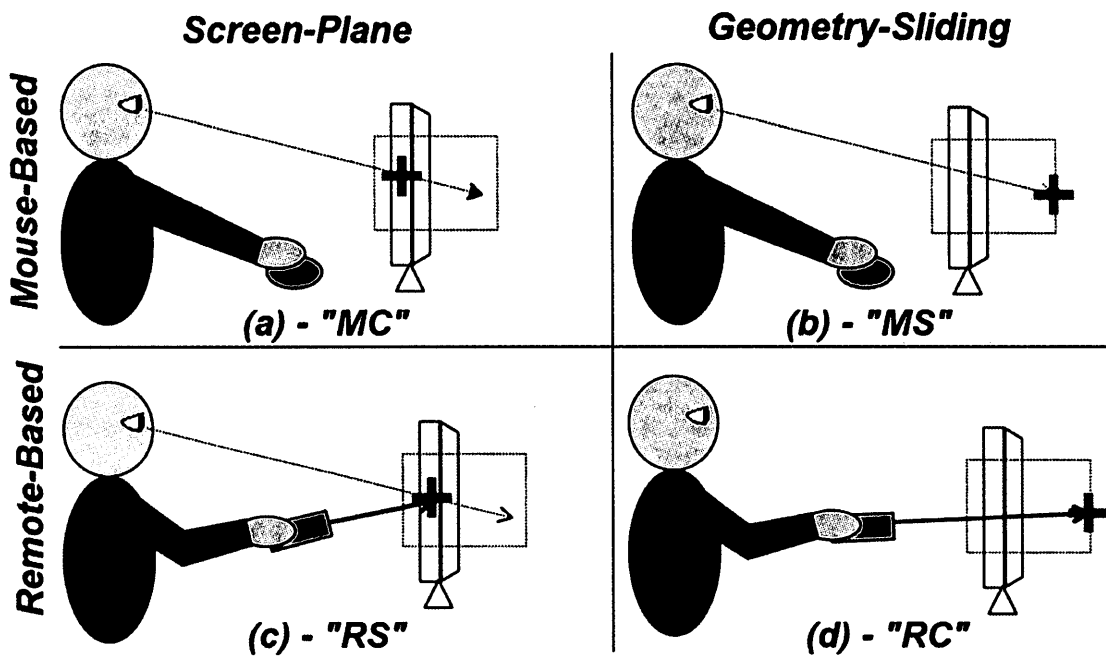 Screen-Plane
Geometry-Sliding
Mouse-Based
(a) - "MC"
(b) - "MS"
Remote-Based
(c) - "RS"
(d) - "RC"